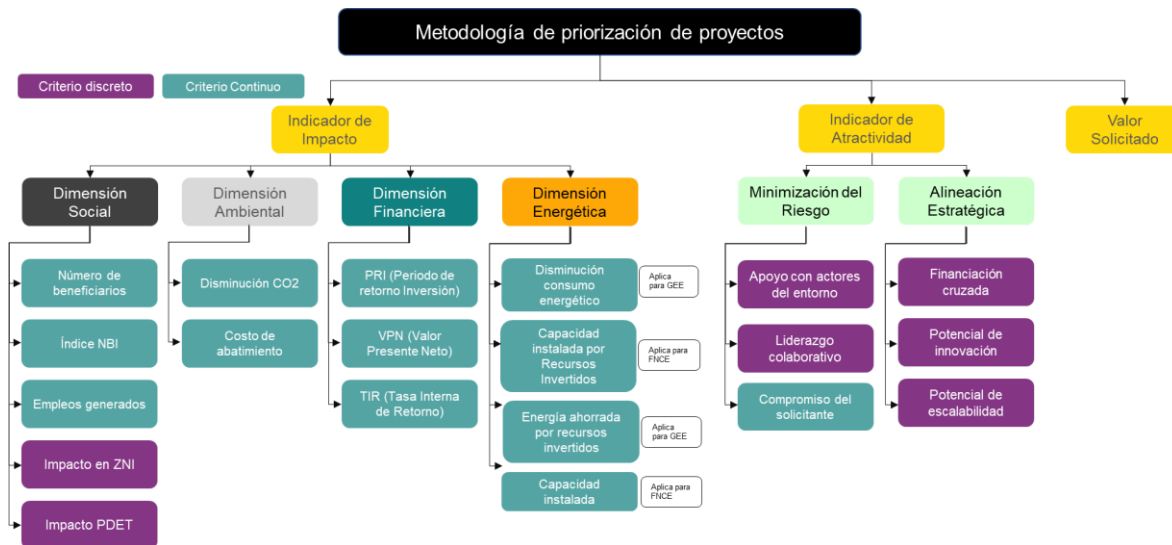 Metodología de priorización de proyectos
Criterio discreto
Criterio Continuo
Indicador de
Impacto
Indicador de
Atractividad
Valor
Solicitado
Dimensión
Social
Dimensión
Ambiental
Dimensión
Financiera
Dimensión
Energética
Minimización del
Riesgo
Alineación
Estratégica
Número de
beneficiarios
Índice NBI
Empleos generados
Impacto en ZNI
Impacto PDET
Disminución CO2
Costo de
abatimiento
PRI (Periodo de
retorno Inversión)
VPN (Valor
Presente Neto)
TIR (Tasa Interna
de Retorno)
Disminución
consumo
energético
Aplica
para GEE
Capacidad
instalada por
Recursos
Invertidos
Aplica para
FNCE
Energía ahorrada
por recursos
invertidos
Aplica
para GEE
Capacidad
instalada
Aplica para
FNCE
Apoyo con actores
del entorno
Liderazgo
colaborativo
Compromiso del
solicitante
Financiación
cruzada
Potencial de
innovación
Potencial de
escalabilidad